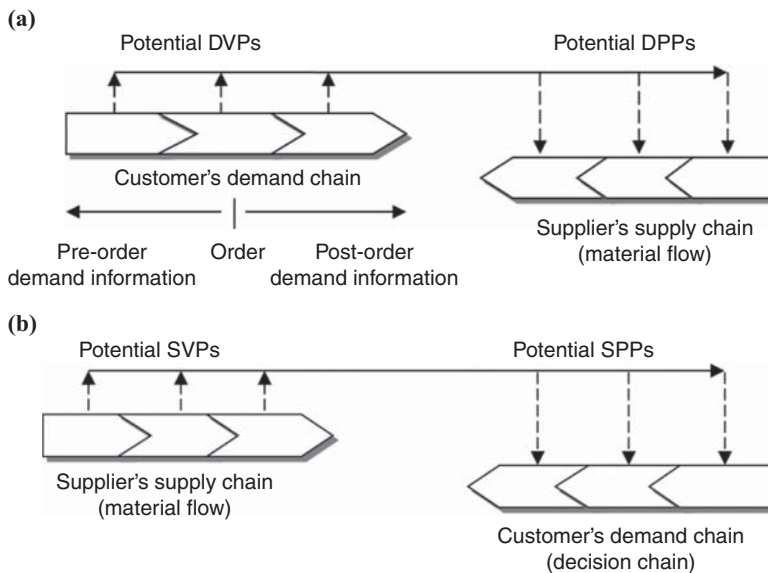 (a)
Potential DVPs
Potential DPPs
Customer's demand chain
Pre-order
demand information
Order
Post-order
demand information
Supplier's supply chain
(material flow)
(b)
Potential SVPs
Potential SPPs
Supplier's supply chain
(material flow)
Customer's demand chain
(decision chain)